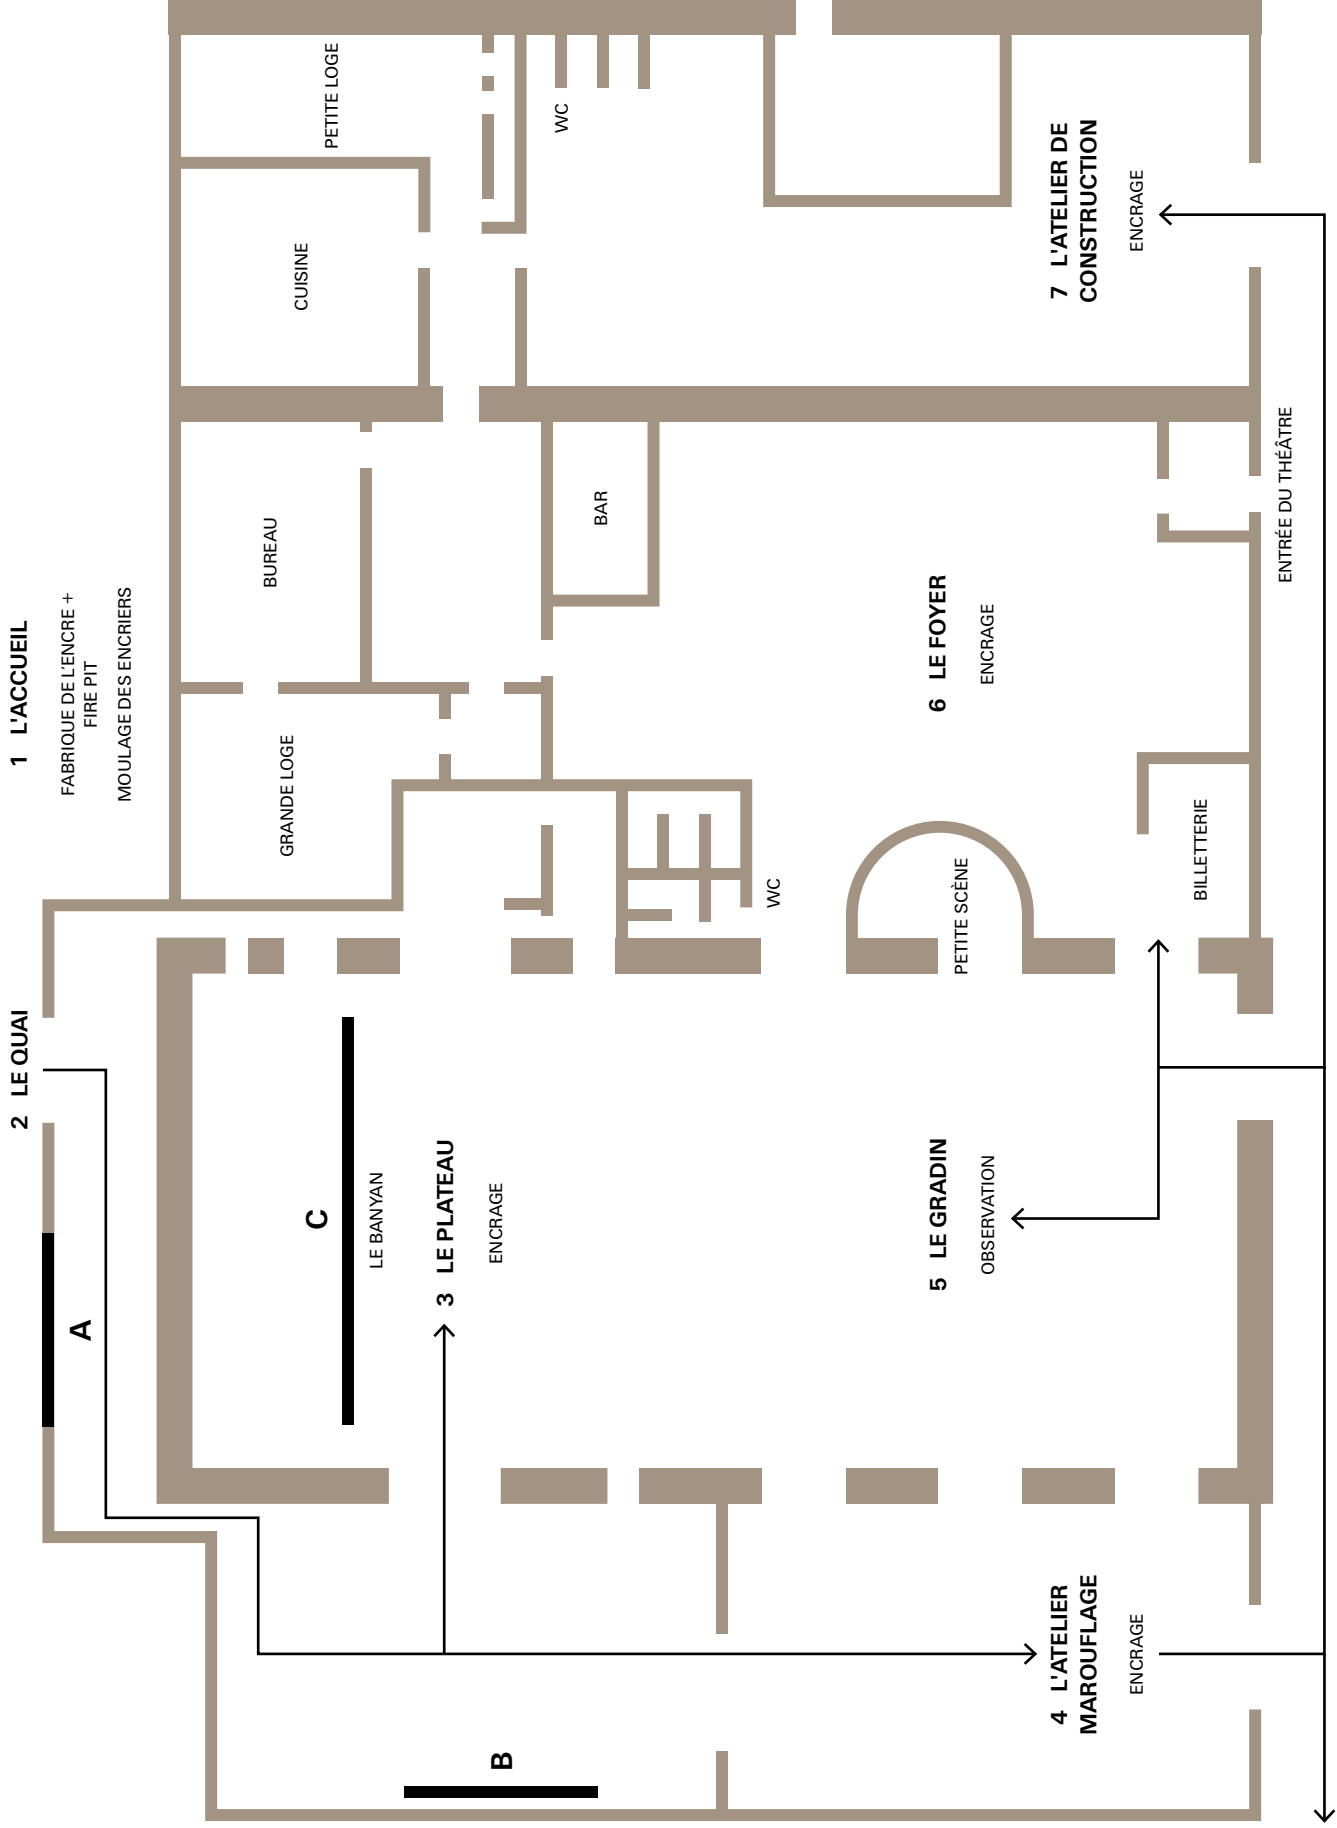 1 L'ACCUEIL
FABRIQUE DE L'ENCRE +
FIRE PIT
MOULAGE DES ENCRIERS
2 LE QUAI
A
GRANDE LOGE
BUREAU
CUISINE
PETITE LOGE
C
LE BANYAN
3 LE PLATEAU
ENCRAGE
B
BAR
WC
WC
5 LE GRADIN
OBSERVATION
PETITE SCÈNE
6 LE FOYER
ENCRAGE
4 L'ATELIER
MAROUFLAGE
ENCRAGE
7 L'ATELIER DE
CONSTRUCTION
ENCRAGE
BILLETTERIE
ENTRÉE DU THÉÂTRE